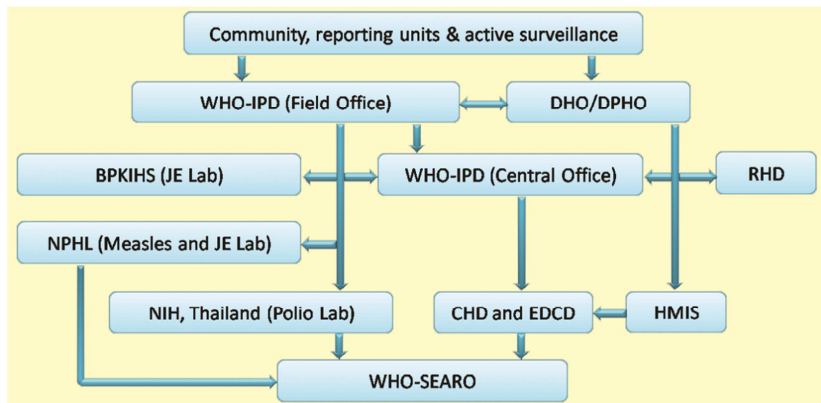 Community, reporting units & active surveillance
WHO-IPD (Field Office)
DHO/DPHO
BPKIHS (JE Lab)
WHO-IPD (Central Office)
RHD
NPHL (Measles and JE Lab)
NIH, Thailand (Polio Lab)
CHD and EDCD
HMIS
WHO-SEARO